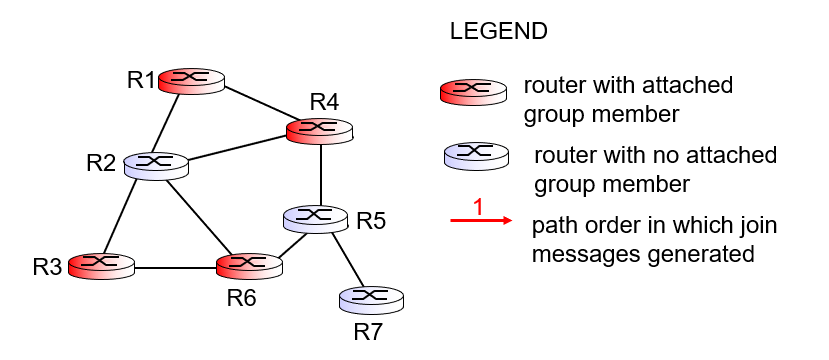 LEGEND
R1
router with attached
group member
R4
R2
router with no attached
group member
1
R5
path order in which join
messages generated
R3
R6
R7